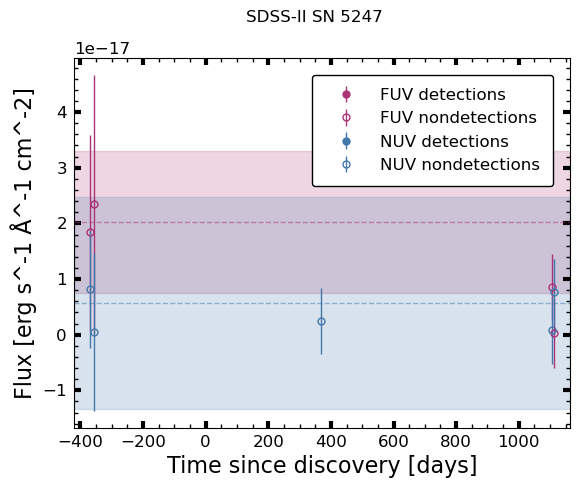 SDSS-II SN 5247
1e−17
FUV detections
FUV nondetections
NUV detections
NUV nondetections
4
3
2
1
0
−1
Flux [erg s^-1 Å^-1 cm^-2]
−400 −200 0 200 400 600 800 1000
Time since discovery [days]